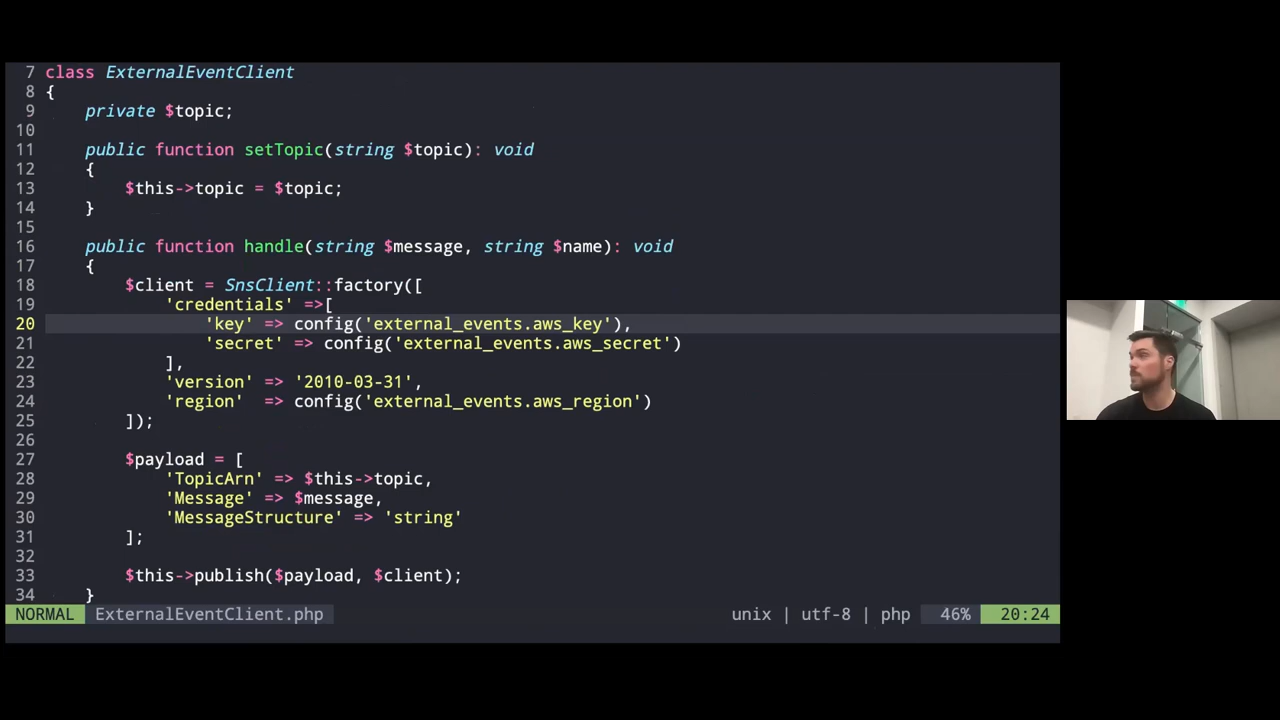 7 class ExternalEventClient
8 {
9     private $topic;
10
11     public function setTopic(string $topic): void
12     {
13         $this->topic = $topic;
14     }
15
16     public function handle(string $message, string $name): void
17     {
18         $client = SnsClient::factory([
19             'credentials' =>[
20                 'key' => config('external_events.aws_key'),
21                 'secret' => config('external_events.aws_secret')
22             ],
23             'version' => '2010-03-31',
24             'region'  => config('external_events.aws_region')
25         ]);
26
27         $payload = [
28             'TopicArn' => $this->topic,
29             'Message' => $message,
30             'MessageStructure' => 'string'
31         ];
32
33         $this->publish($payload, $client);
34     }
NORMAL ExternalEventClient.php unix | utf-8 | php 46% 20:24